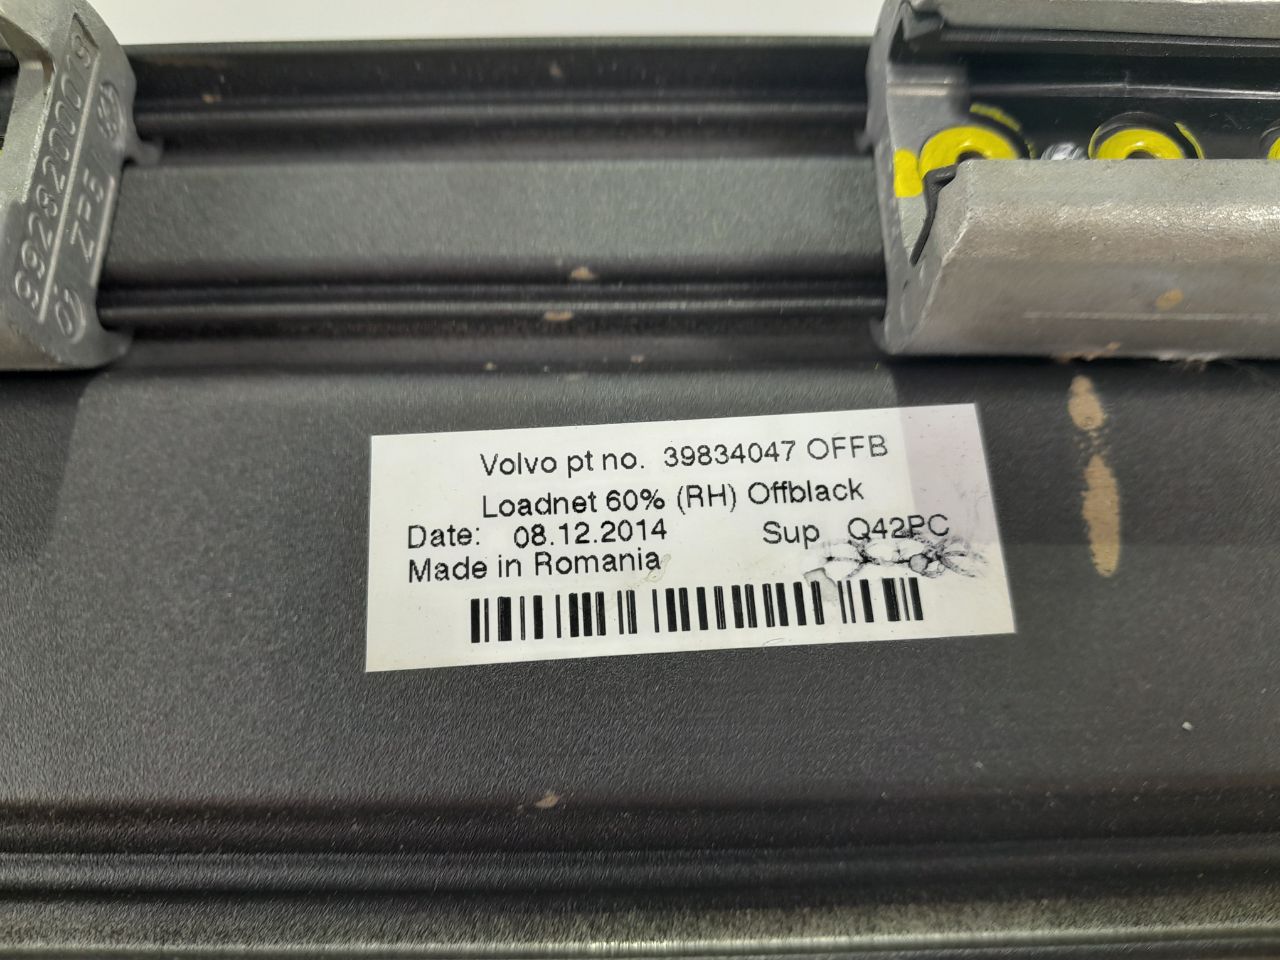 Volvo pt no. 39834047 OFFB
Loadnet 60% (RH) Offblack
Date: 08.12.2014 Sup Q42PC
Made in Romania